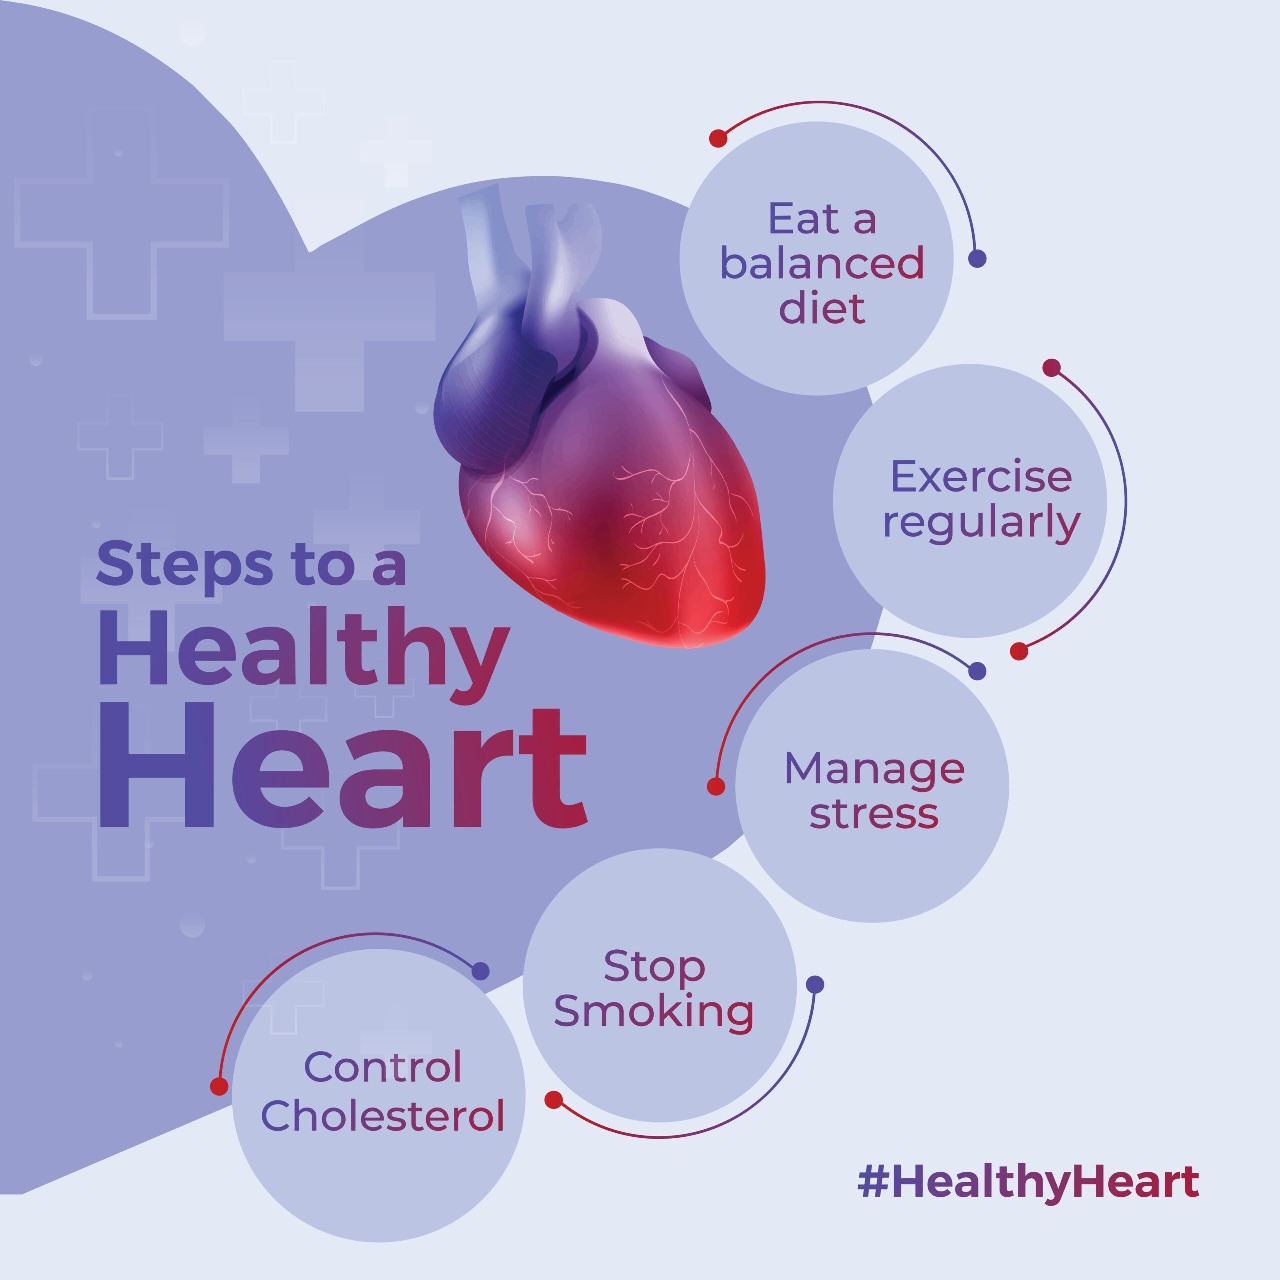 Steps to a
Healthy
Heart
Eat a
balanced
diet
Exercise
regularly
Manage
stress
Stop
Smoking
Control
Cholesterol
#HealthyHeart